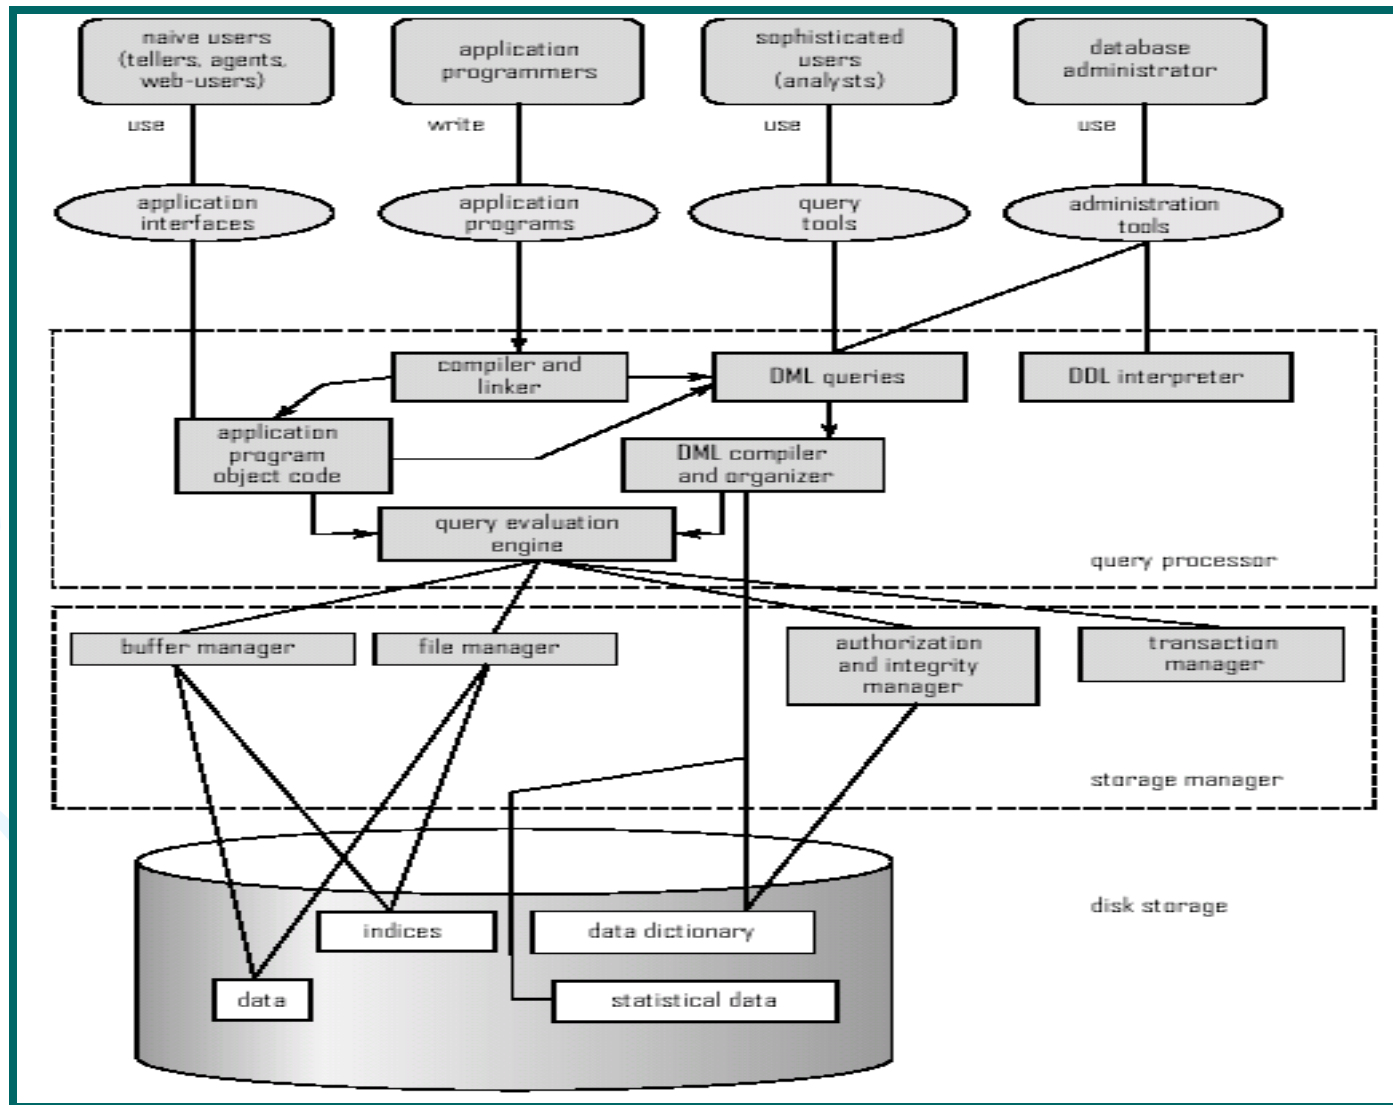 naive users
(tellers, agents,
web-users)
application
programmers
sophisticated
users
(analysts)
database
administrator
use
write
use
use
application
interfaces
application
programs
query
tools
administration
tools
compiler and
linker
DML queries
DDL interpreter
application
program
object code
DML compiler
and organizer
query evaluation
engine
query processor
buffer manager
file manager
authorization
and integrity
manager
transaction
manager
storage manager
indices
data dictionary
disk storage
data
statistical data